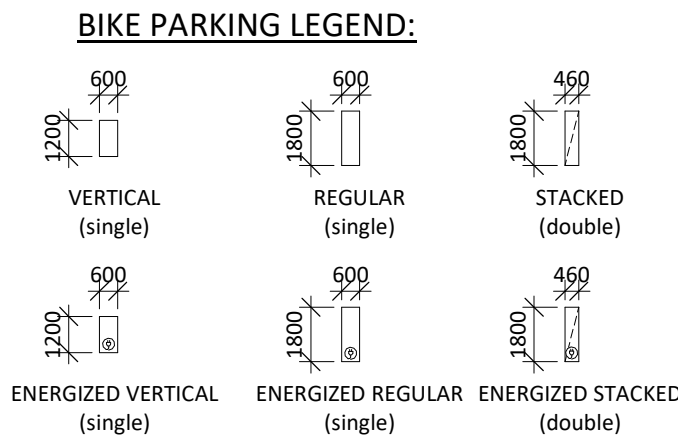 BIKE PARKING LEGEND:
600 600 460
1200 1800 1800
VERTICAL REGULAR STACKED
(single) (single) (double)
600 600 460
1200 1800 1800
ENERGIZED VERTICAL ENERGIZED REGULAR ENERGIZED STACKED
(single) (single) (double)